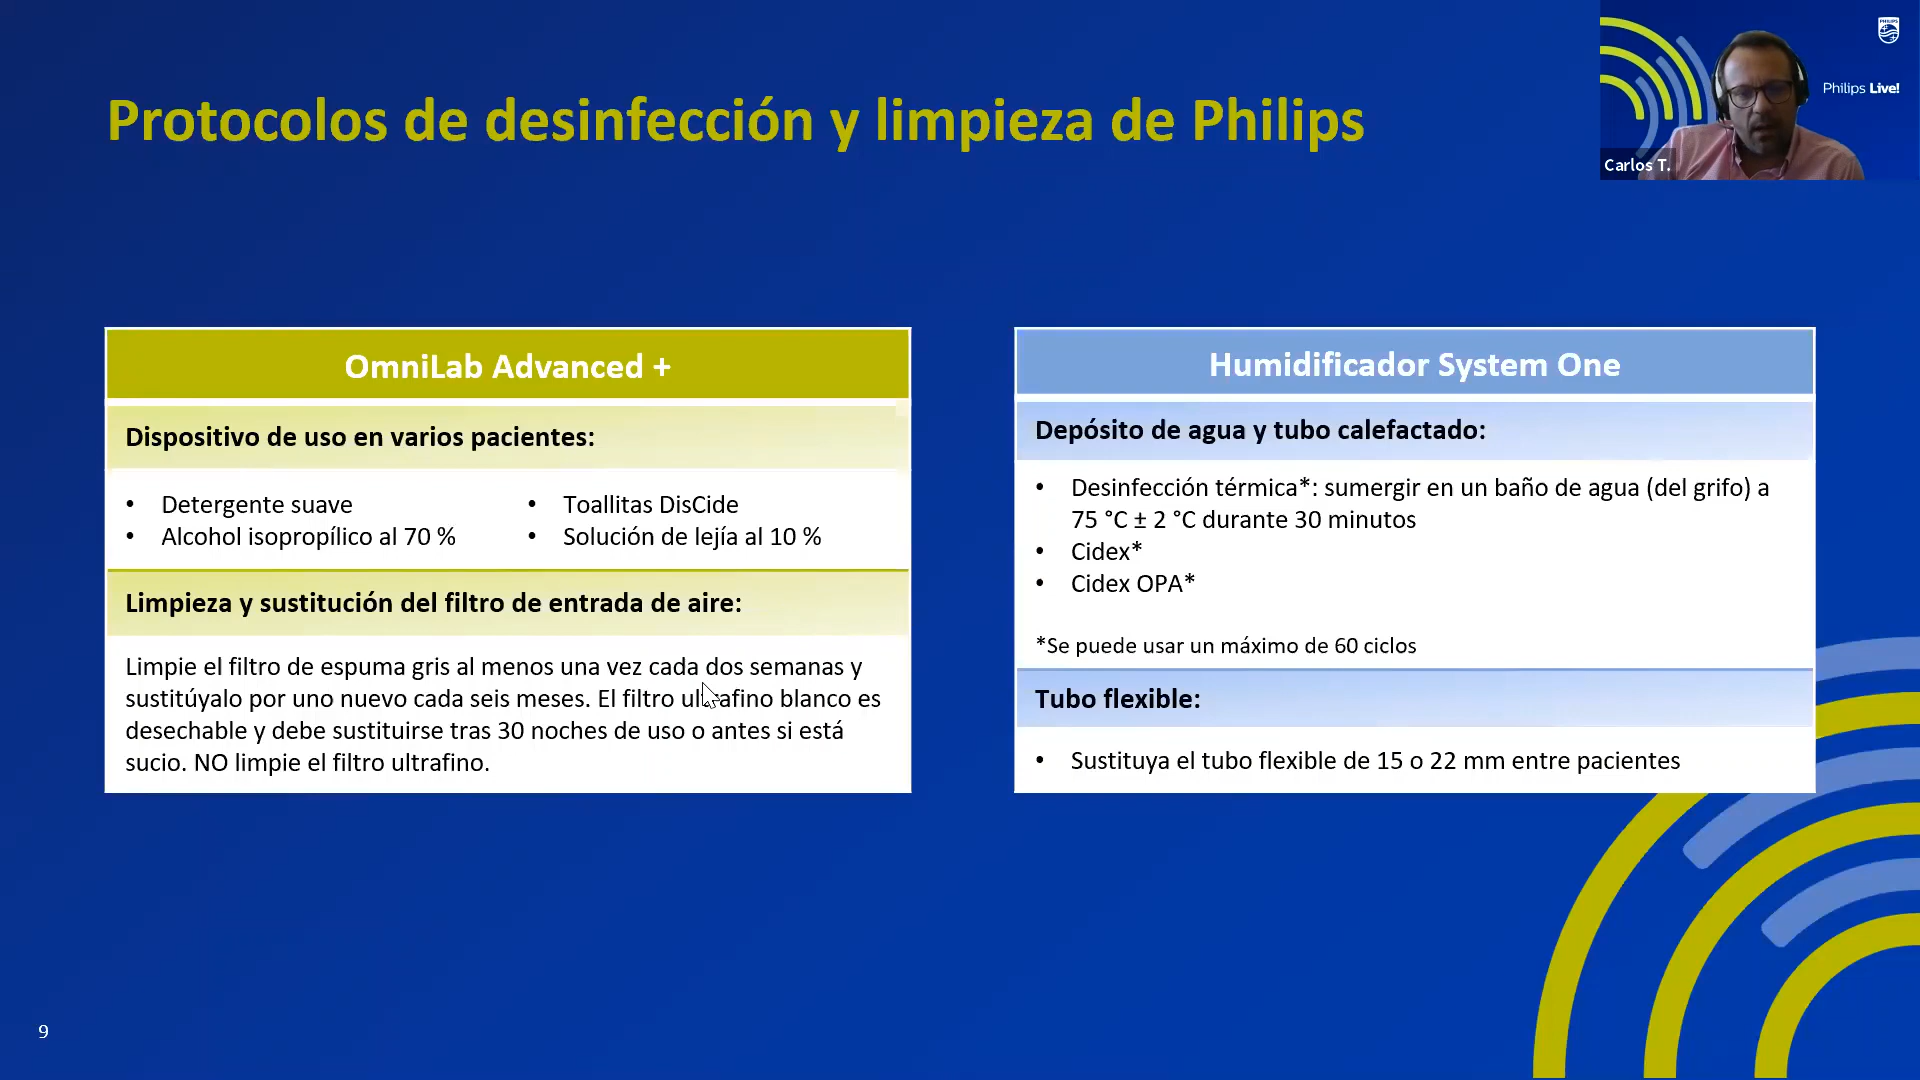 Protocolos de desinfección y limpieza de Philips
PHILIPS
Philips Live!
Carlos T.
OmniLab Advanced +
Dispositivo de uso en varios pacientes:
• Detergente suave
• Alcohol isopropílico al 70 %
• Toallitas DisCide
• Solución de lejía al 10 %
Limpieza y sustitución del filtro de entrada de aire:
Limpie el filtro de espuma gris al menos una vez cada dos semanas y
sustitúyalo por uno nuevo cada seis meses. El filtro ultrafino blanco es
desechable y debe sustituirse tras 30 noches de uso o antes si está
sucio. NO limpie el filtro ultrafino.
Humidificador System One
Depósito de agua y tubo calefactado:
• Desinfección térmica*: sumergir en un baño de agua (del grifo) a
75 °C ± 2 °C durante 30 minutos
• Cidex*
• Cidex OPA*
*Se puede usar un máximo de 60 ciclos
Tubo flexible:
• Sustituya el tubo flexible de 15 o 22 mm entre pacientes
9